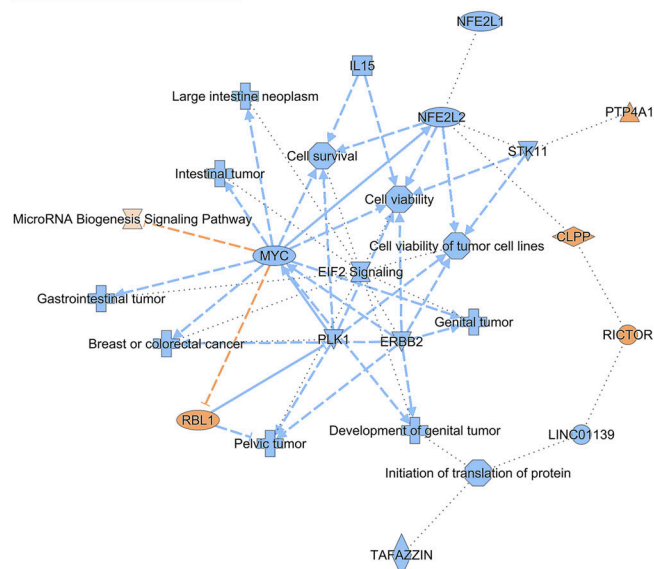 NFE2L1
IL15
Large intestine neoplasm
NFE2L2
PTP4A1
STK11
Cell survival
Intestinal tumor
Cell viability
MicroRNA Biogenesis Signaling Pathway
CLPP
Cell viability of tumor cell lines
MYC
EIF2 Signaling
Gastrointestinal tumor
Genital tumor
RICTOR
Breast or colorectal cancer
PLK1
ERBB2
RBL1
Development of genital tumor
LINC01139
Pelvic tumor
Initiation of translation of protein
TAFAZZIN